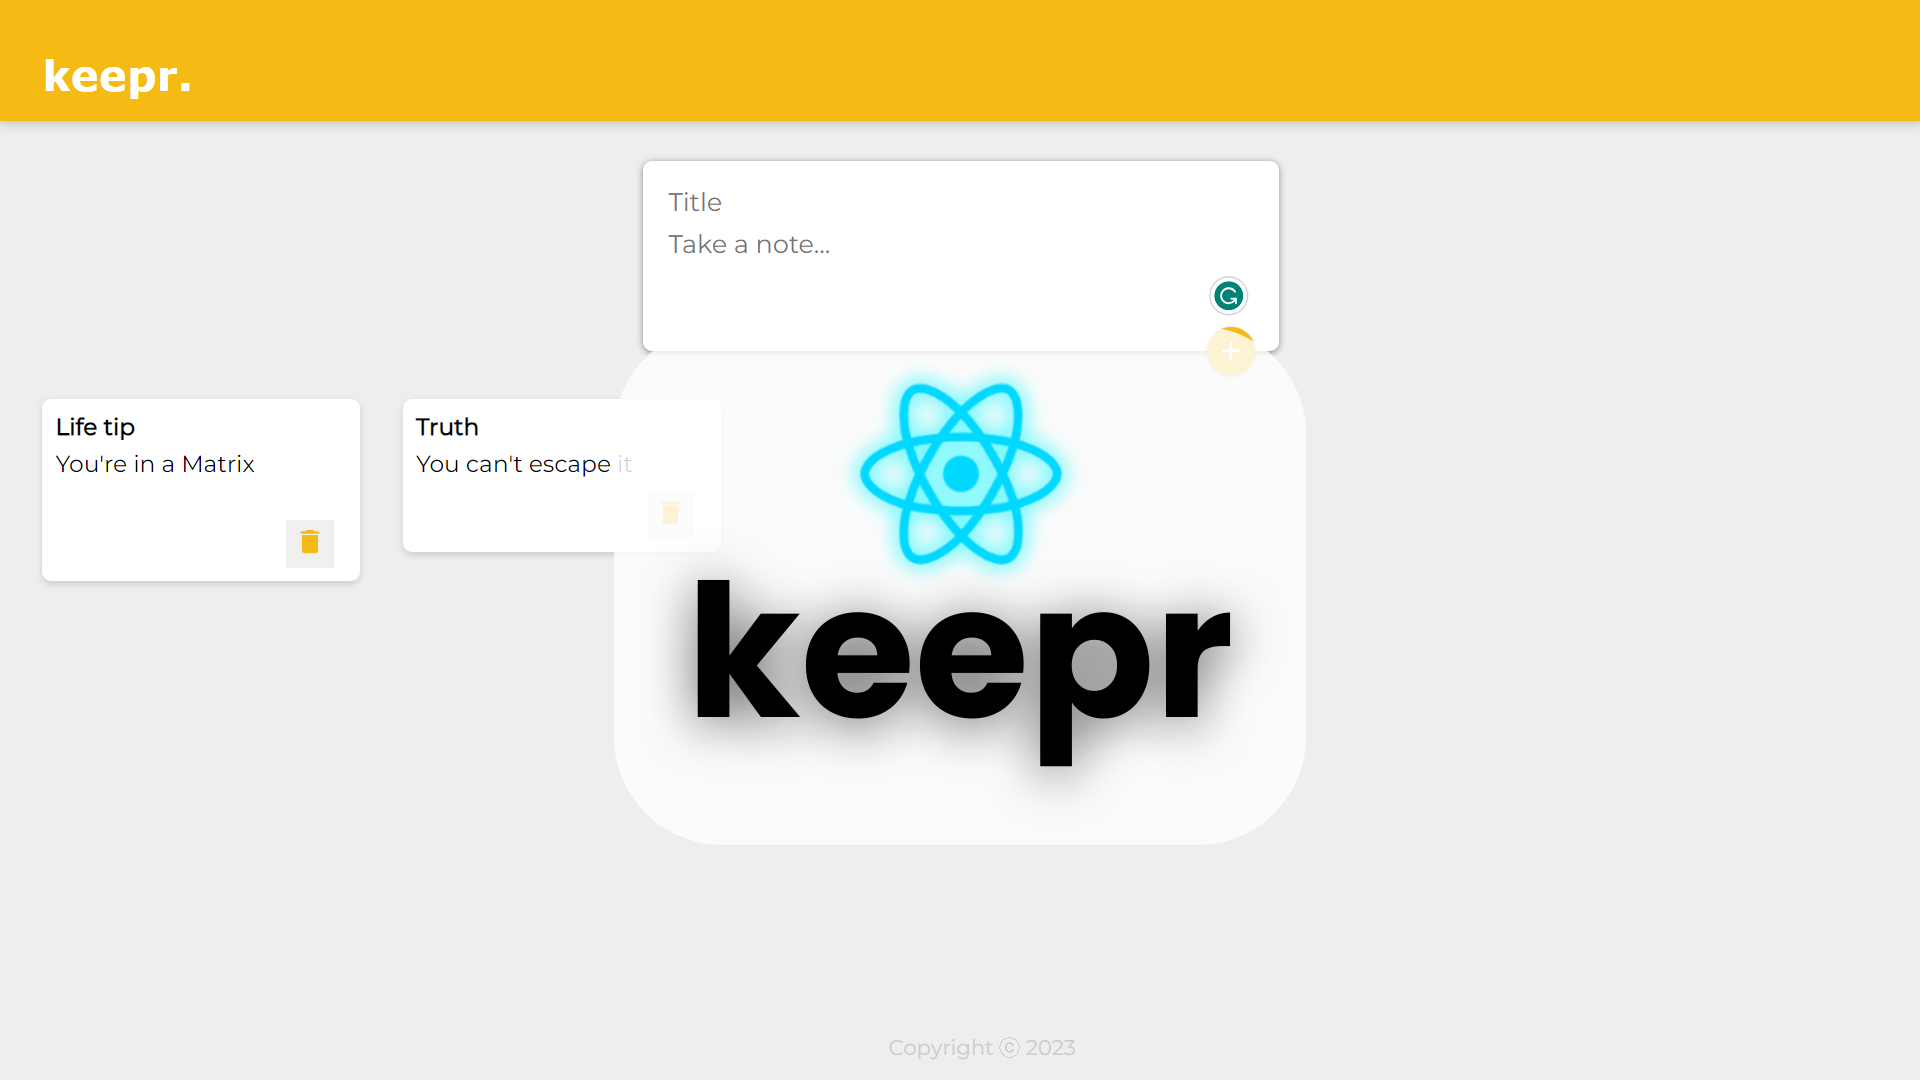 keepr.
Title
Take a note...
Life tip
You're in a Matrix
Truth
You can't escape it
keepr
Copyright © 2023